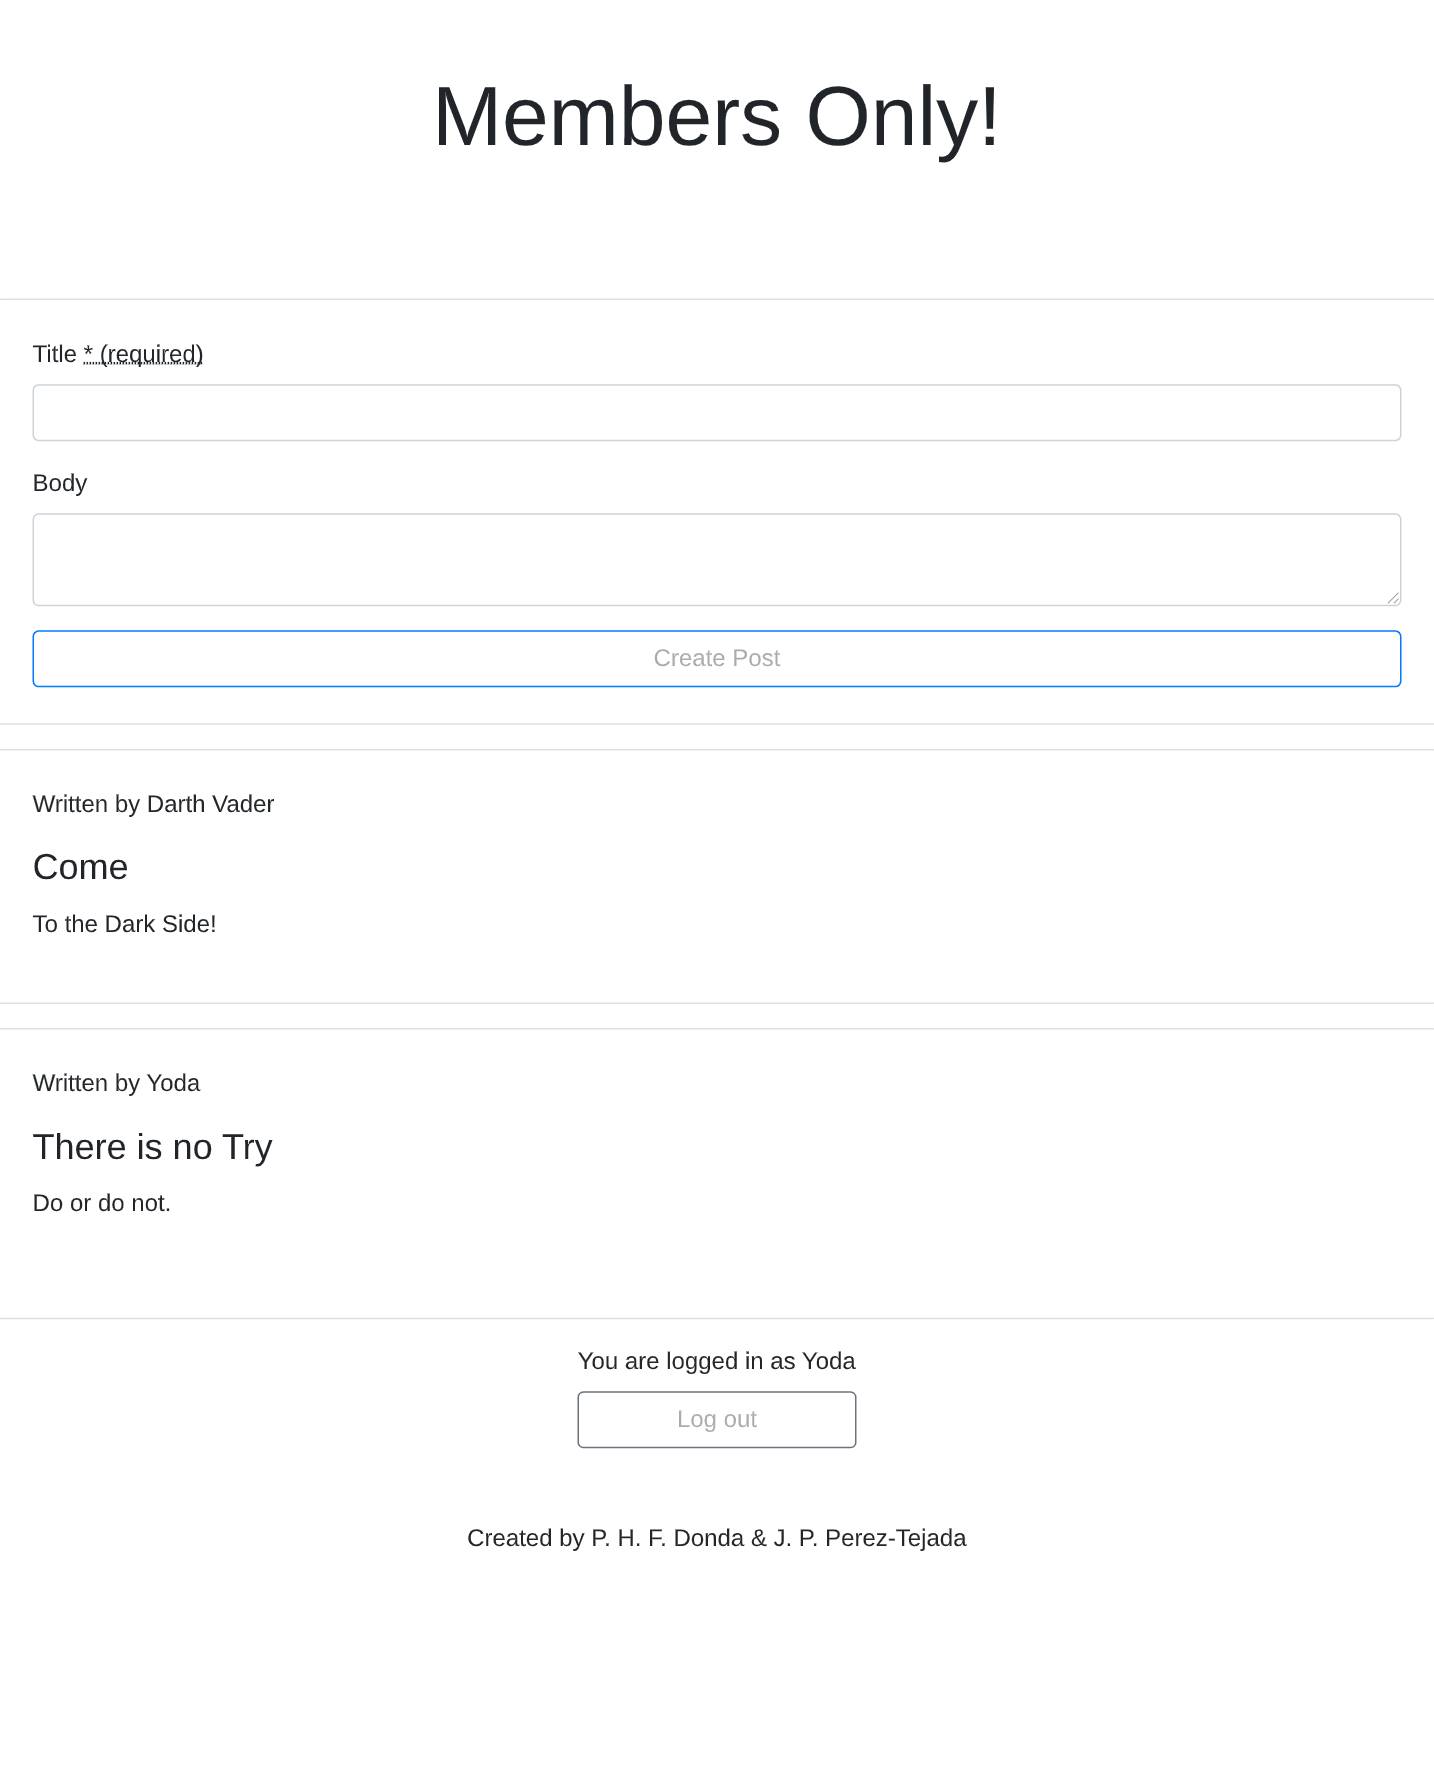 Members Only!
Title * (required)
Body
Create Post
Written by Darth Vader
Come
To the Dark Side!
Written by Yoda
There is no Try
Do or do not.
You are logged in as Yoda
Log out
Created by P. H. F. Donda & J. P. Perez-Tejada